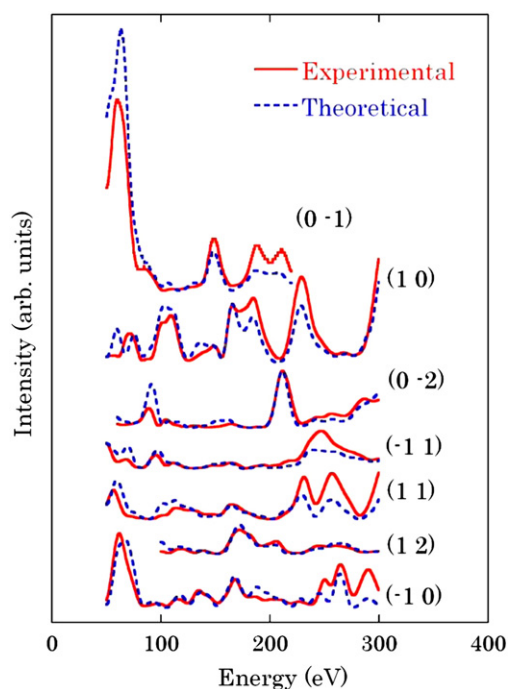 Experimental
Theoretical
(0 -1)
(1 0)
(0 -2)
(-1 1)
(1 1)
(1 2)
(-1 0)
Intensity (arb. units)
0 100 200 300 400
Energy (eV)